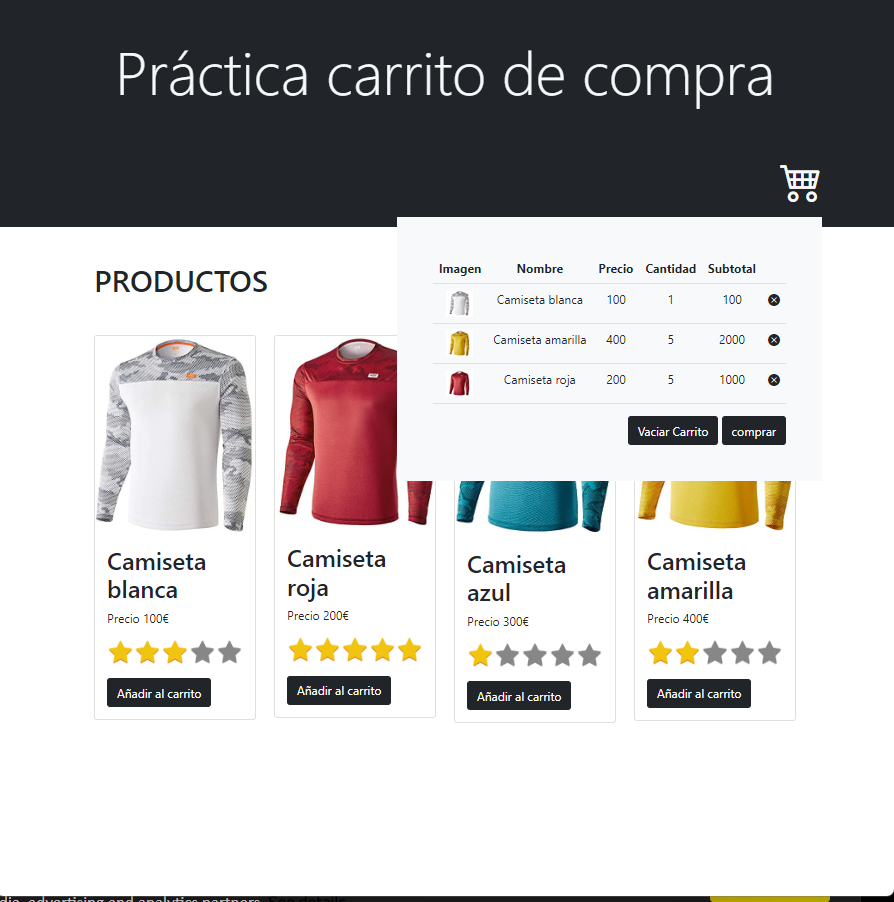 Práctica carrito de compra
PRODUCTOS
Imagen Nombre Precio Cantidad Subtotal
Camiseta blanca 100 1 100
Camiseta amarilla 400 5 2000
Camiseta roja 200 5 1000
Vaciar Carrito comprar
Camiseta
blanca
Precio 100€
Añadir al carrito
Camiseta
roja
Precio 200€
Añadir al carrito
Camiseta
azul
Precio 300€
Añadir al carrito
Camiseta
amarilla
Precio 400€
Añadir al carrito
advertising and analytics partners. See details